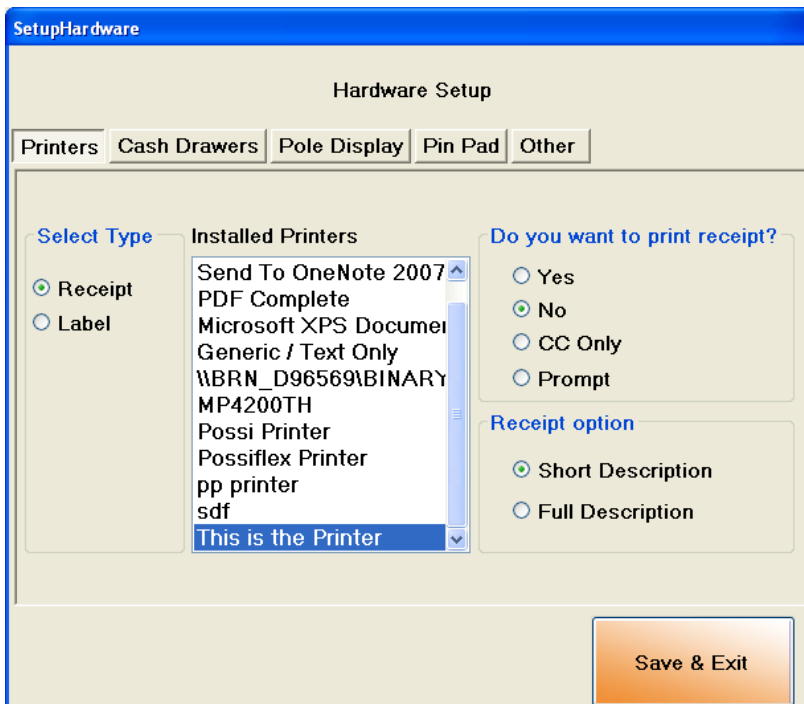 SetupHardware
Hardware Setup
Printers Cash Drawers Pole Display Pin Pad Other
Select Type
Receipt
Label
Installed Printers
Send To OneNote 2007
PDF Complete
Microsoft XPS Documer
Generic / Text Only
\\BRN_D96569\BINARY
MP4200TH
Possi Printer
Possiflex Printer
pp printer
sdf
This is the Printer
Do you want to print receipt?
Yes
No
CC Only
Prompt
Receipt option
Short Description
Full Description
Save & Exit